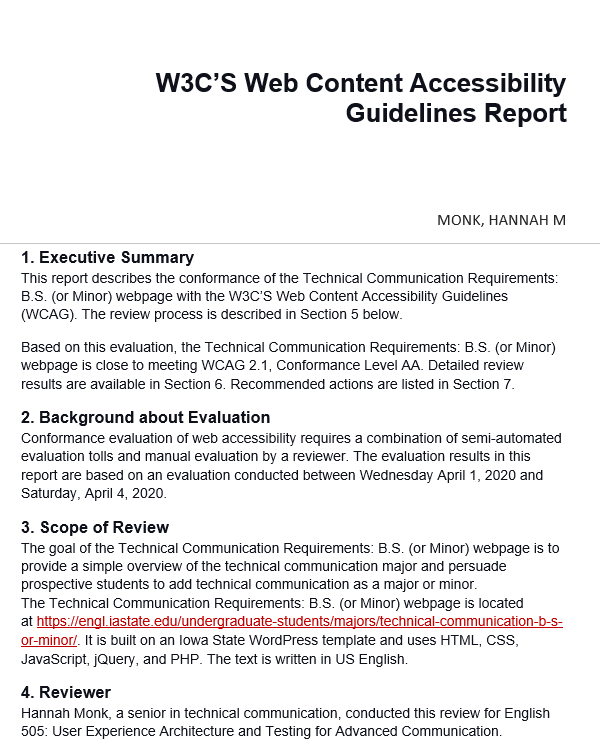 W3C’S Web Content Accessibility
Guidelines Report
MONK, HANNAH M
1. Executive Summary
This report describes the conformance of the Technical Communication Requirements:
B.S. (or Minor) webpage with the W3C’S Web Content Accessibility Guidelines
(WCAG). The review process is described in Section 5 below.
Based on this evaluation, the Technical Communication Requirements: B.S. (or Minor)
webpage is close to meeting WCAG 2.1, Conformance Level AA. Detailed review
results are available in Section 6. Recommended actions are listed in Section 7.
2. Background about Evaluation
Conformance evaluation of web accessibility requires a combination of semi-automated
evaluation tolls and manual evaluation by a reviewer. The evaluation results in this
report are based on an evaluation conducted between Wednesday April 1, 2020 and
Saturday, April 4, 2020.
3. Scope of Review
The goal of the Technical Communication Requirements: B.S. (or Minor) webpage is to
provide a simple overview of the technical communication major and persuade
prospective students to add technical communication as a major or minor.
The Technical Communication Requirements: B.S. (or Minor) webpage is located
at https://engl.iastate.edu/undergraduate-students/majors/technical-communication-b-s-
or-minor/. It is built on an Iowa State WordPress template and uses HTML, CSS,
JavaScript, jQuery, and PHP. The text is written in US English.
4. Reviewer
Hannah Monk, a senior in technical communication, conducted this review for English
505: User Experience Architecture and Testing for Advanced Communication.